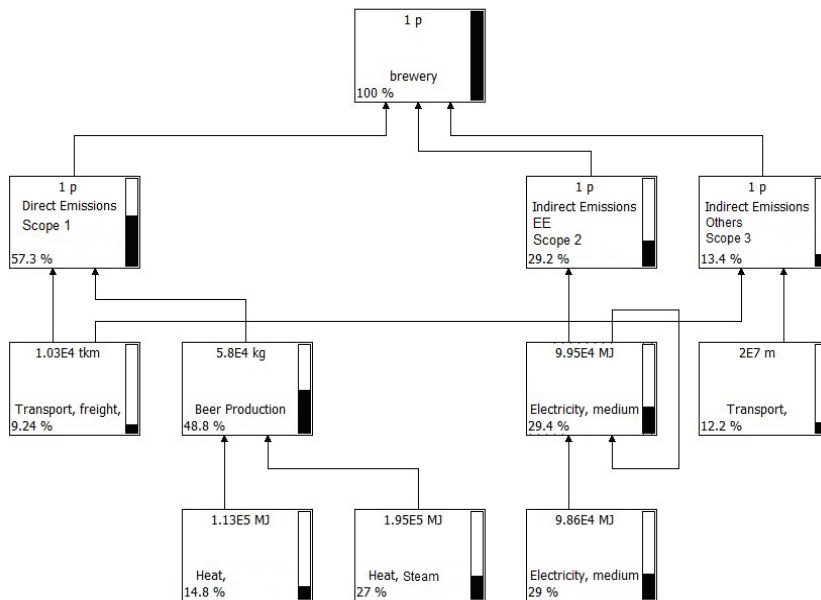 1 p
brewery
100 %
1 p
Direct Emissions
Scope 1
57.3 %
1 p
Indirect Emissions
EE
Scope 2
29.2 %
1 p
Indirect Emissions
Others
Scope 3
13.4 %
1.03E4 tkm
Transport, freight,
9.24 %
5.8E4 kg
Beer Production
48.8 %
9.95E4 MJ
Electricity, medium
29.4 %
2E7 m
Transport,
12.2 %
1.13E5 MJ
Heat,
14.8 %
1.95E5 MJ
Heat, Steam
27 %
9.86E4 MJ
Electricity, medium
29 %